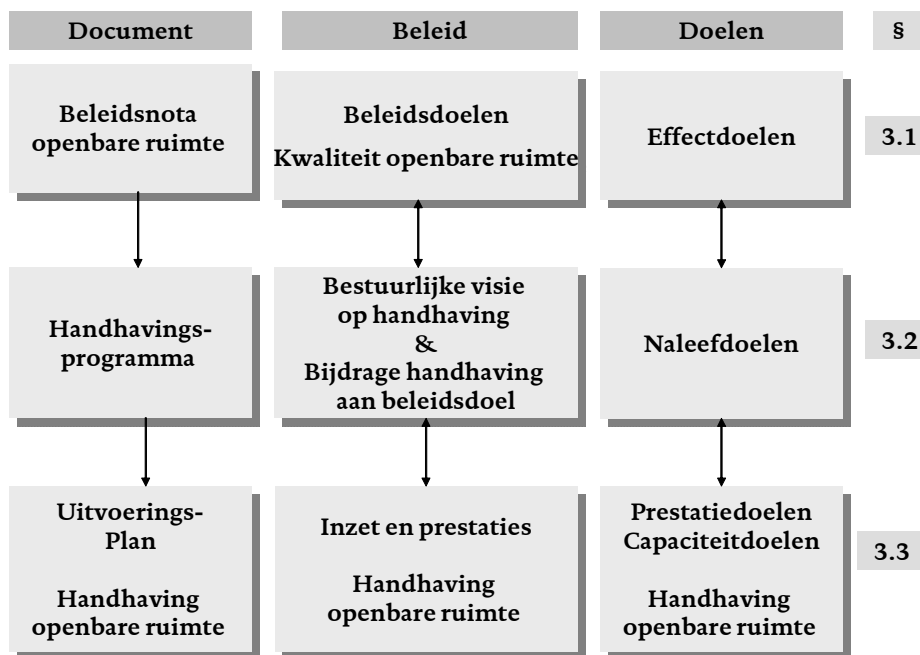 Document
Beleid
Doelen
§
Beleidsnota
openbare ruimte
Beleidsdoelen
Kwaliteit openbare ruimte
Effectdoelen
3.1
Handhavings-
programma
Bestuurlijke visie
op handhaving
&
Bijdrage handhaving
aan beleidsdoel
Naleefdoelen
3.2
Uitvoerings-
Plan
Handhaving
openbare ruimte
Inzet en prestaties
Handhaving
openbare ruimte
Prestatiedoelen
Capaciteitdoelen
Handhaving
openbare ruimte
3.3